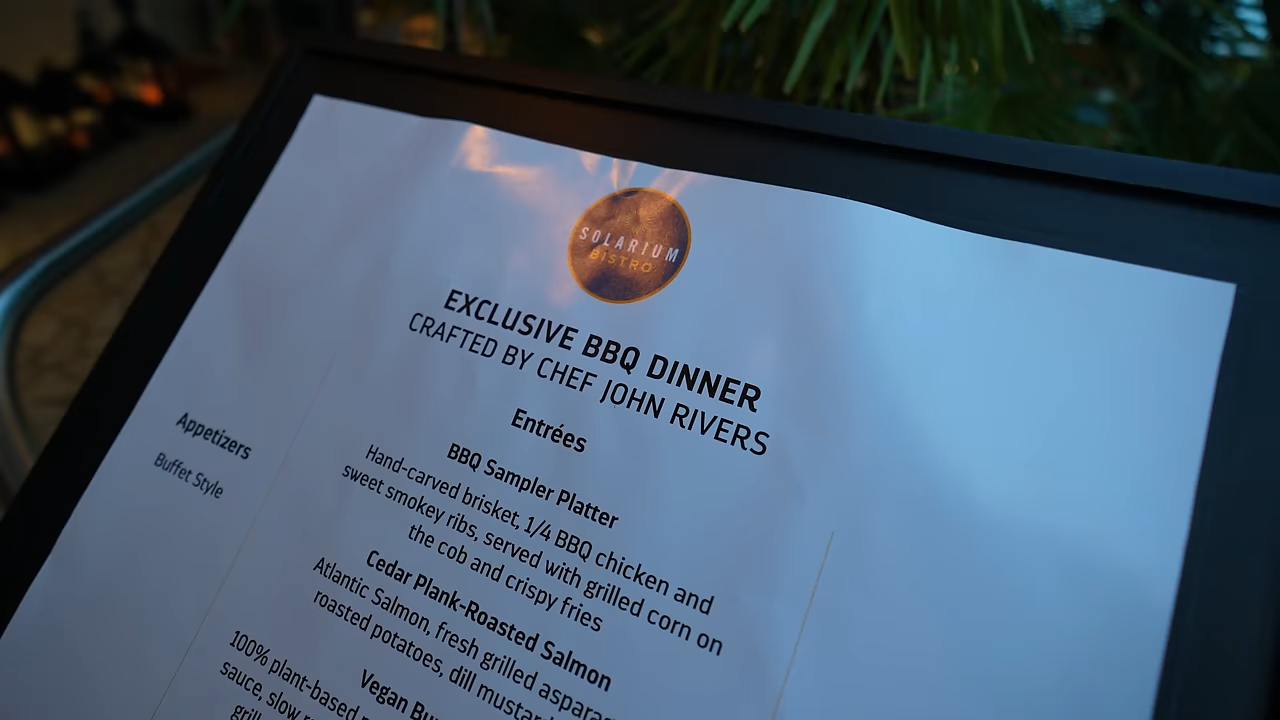 SOLARIUM
BISTRO
EXCLUSIVE BBQ DINNER
CRAFTED BY CHEF JOHN RIVERS
Appetizers
Buffet Style
Entrées
BBQ Sampler Platter
Hand-carved brisket, 1/4 BBQ chicken and
sweet smokey ribs, served with grilled corn on
the cob and crispy fries
Cedar Plank-Roasted Salmon
Atlantic Salmon, fresh grilled
roasted potatoes, dill
Vegan
100% plant-based
sauce, slow